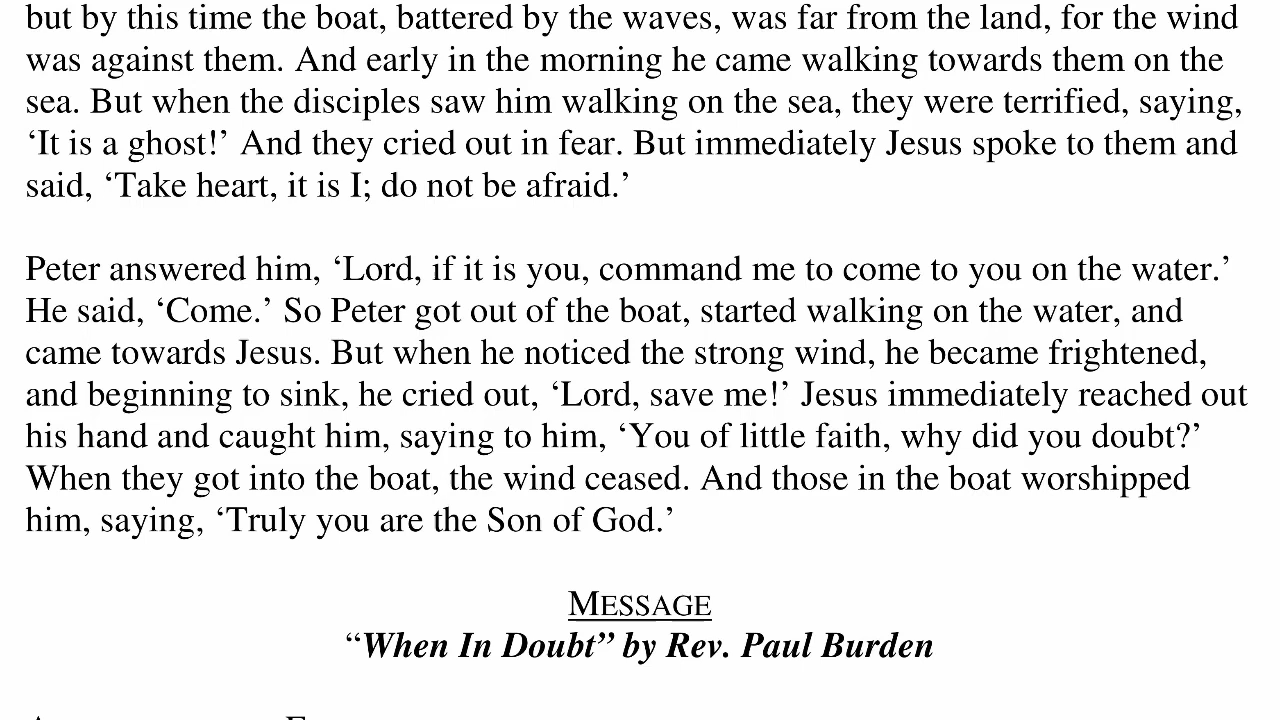 but by this time the boat, battered by the waves, was far from the land, for the wind
was against them. And early in the morning he came walking towards them on the
sea. But when the disciples saw him walking on the sea, they were terrified, saying,
‘It is a ghost!’ And they cried out in fear. But immediately Jesus spoke to them and
said, ‘Take heart, it is I; do not be afraid.’
Peter answered him, ‘Lord, if it is you, command me to come to you on the water.’
He said, ‘Come.’ So Peter got out of the boat, started walking on the water, and
came towards Jesus. But when he noticed the strong wind, he became frightened,
and beginning to sink, he cried out, ‘Lord, save me!’ Jesus immediately reached out
his hand and caught him, saying to him, ‘You of little faith, why did you doubt?’
When they got into the boat, the wind ceased. And those in the boat worshipped
him, saying, ‘Truly you are the Son of God.’
MESSAGE
“When In Doubt” by Rev. Paul Burden